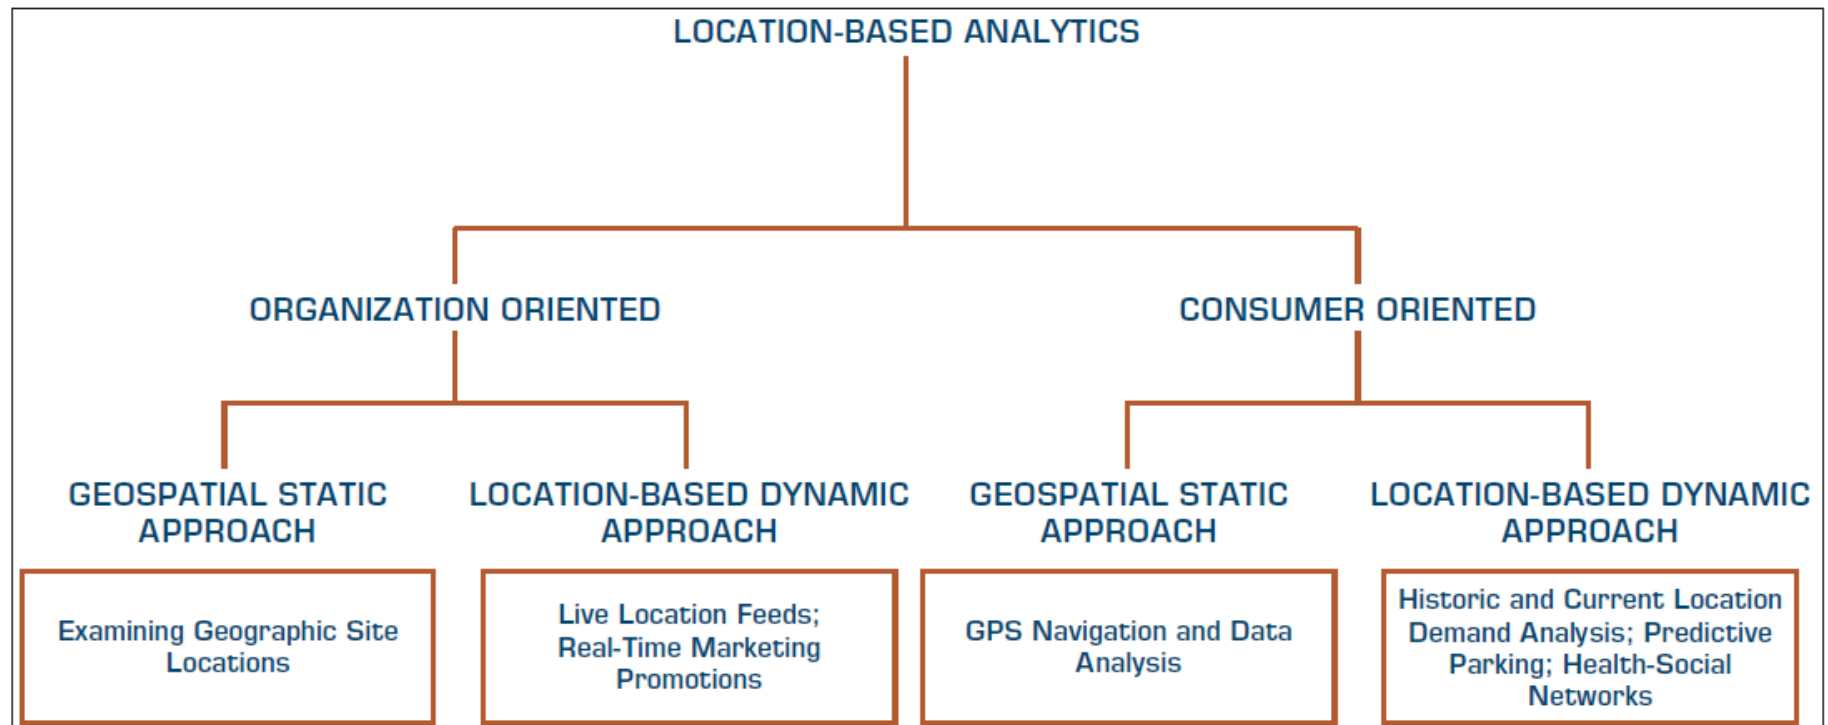 LOCATION-BASED ANALYTICS
ORGANIZATION ORIENTED
CONSUMER ORIENTED
GEOSPATIAL STATIC
APPROACH
LOCATION-BASED DYNAMIC
APPROACH
GEOSPATIAL STATIC
APPROACH
LOCATION-BASED DYNAMIC
APPROACH
Examining Geographic Site
Locations
Live Location Feeds;
Real-Time Marketing
Promotions
GPS Navigation and Data
Analysis
Historic and Current Location
Demand Analysis; Predictive
Parking; Health-Social
Networks